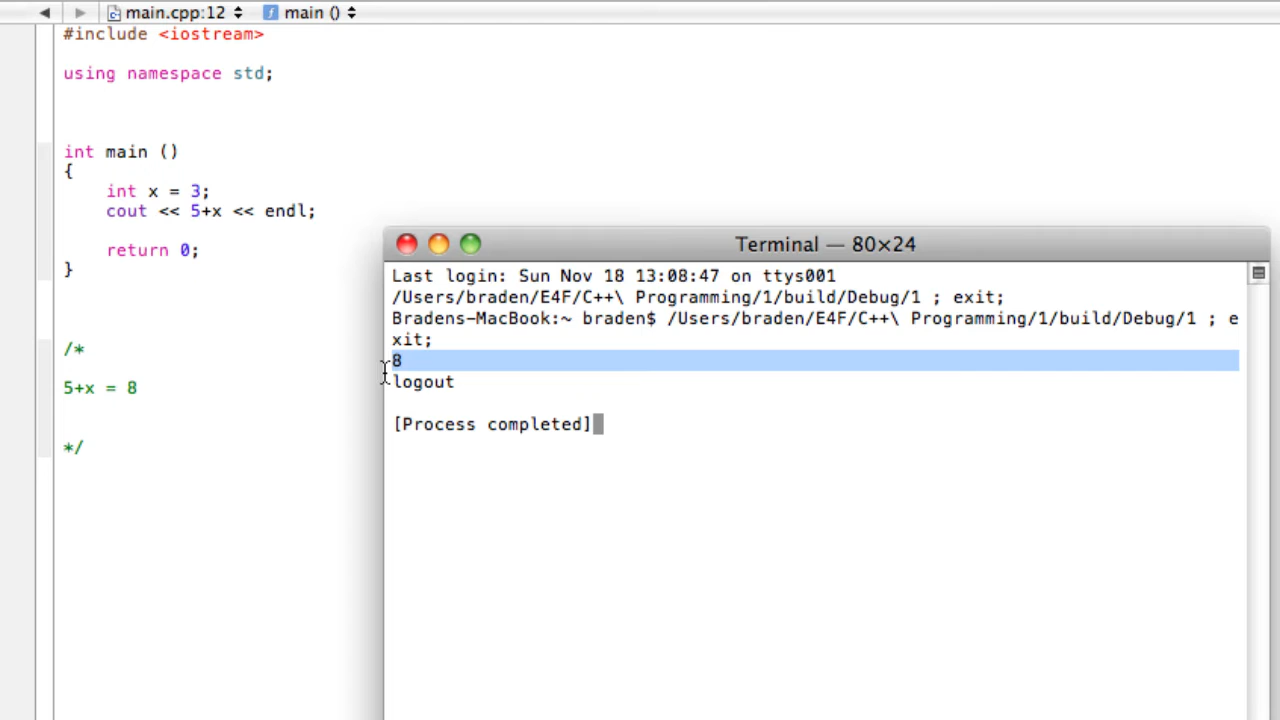 main.cpp:12 main ()
#include <iostream>
using namespace std;
int main ()
{
int x = 3;
cout << 5+x << endl;
return 0;
}
/*
5+x = 8
*/
Terminal — 80×24
Last login: Sun Nov 18 13:08:47 on ttys001
/Users/braden/E4F/C++\ Programming/1/build/Debug/1 ; exit;
Bradens-MacBook:~ braden$ /Users/braden/E4F/C++\ Programming/1/build/Debug/1 ; e
xit;
8
logout
[Process completed]